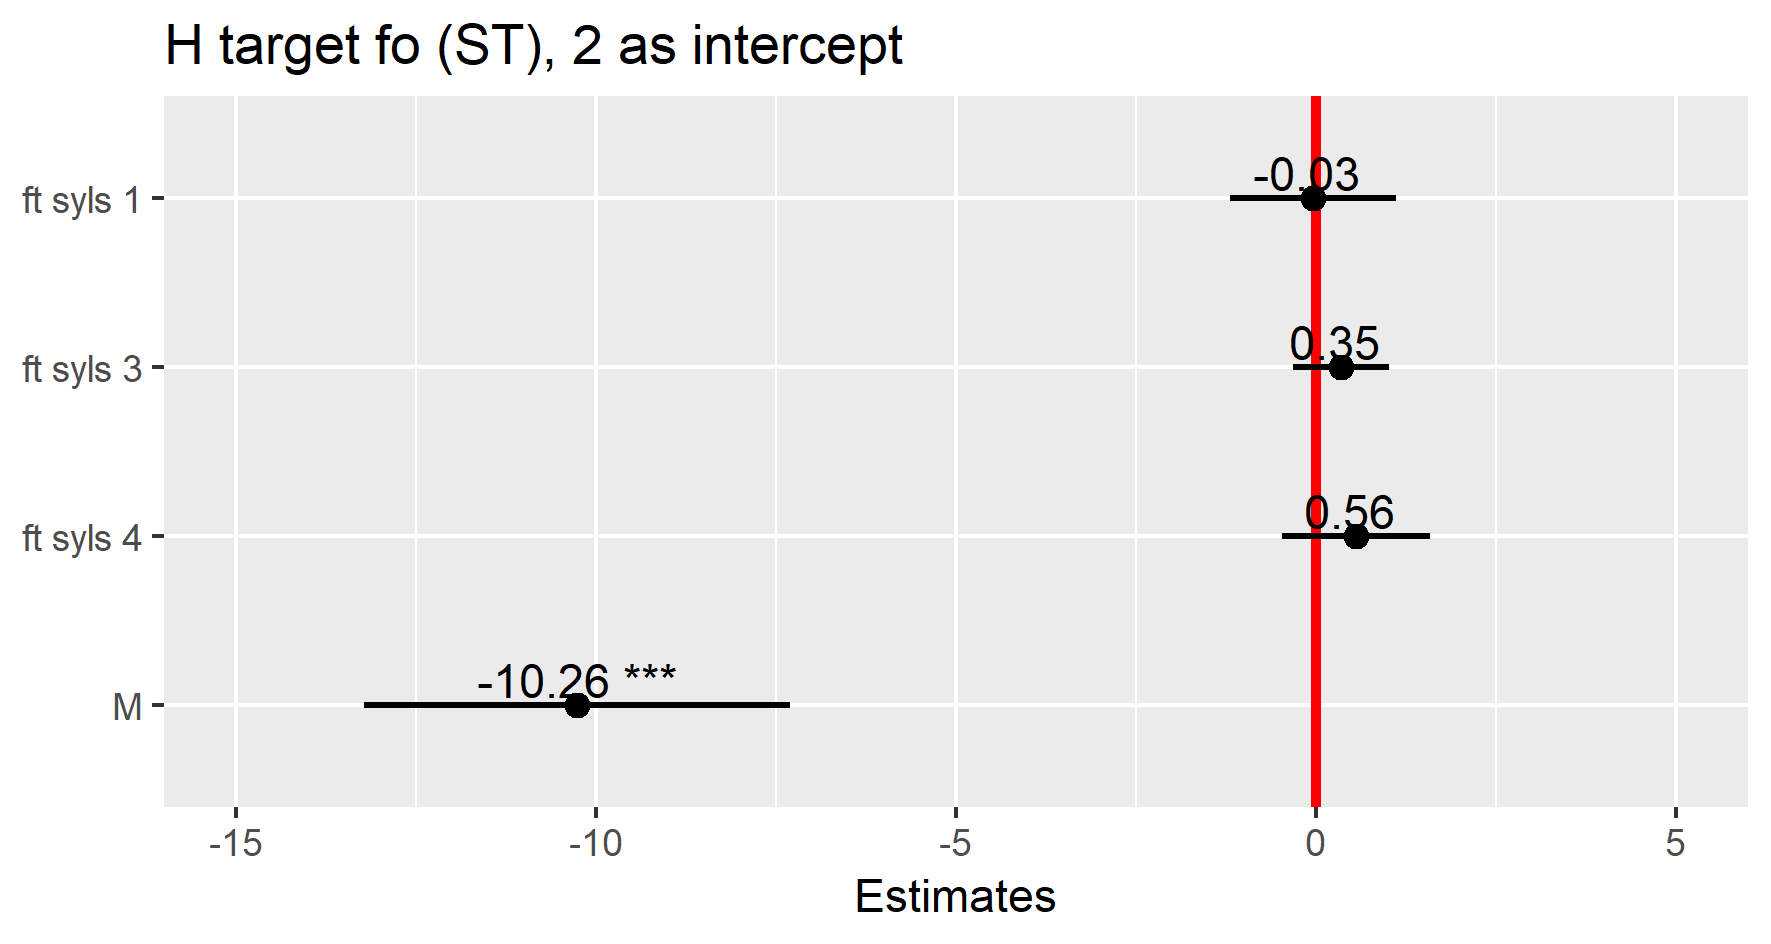 H target fo (ST), 2 as intercept
ft syls 1
-0.03
ft syls 3
0.35
ft syls 4
0.56
M
-10.26 ***
-15 -10 -5 0 5
Estimates